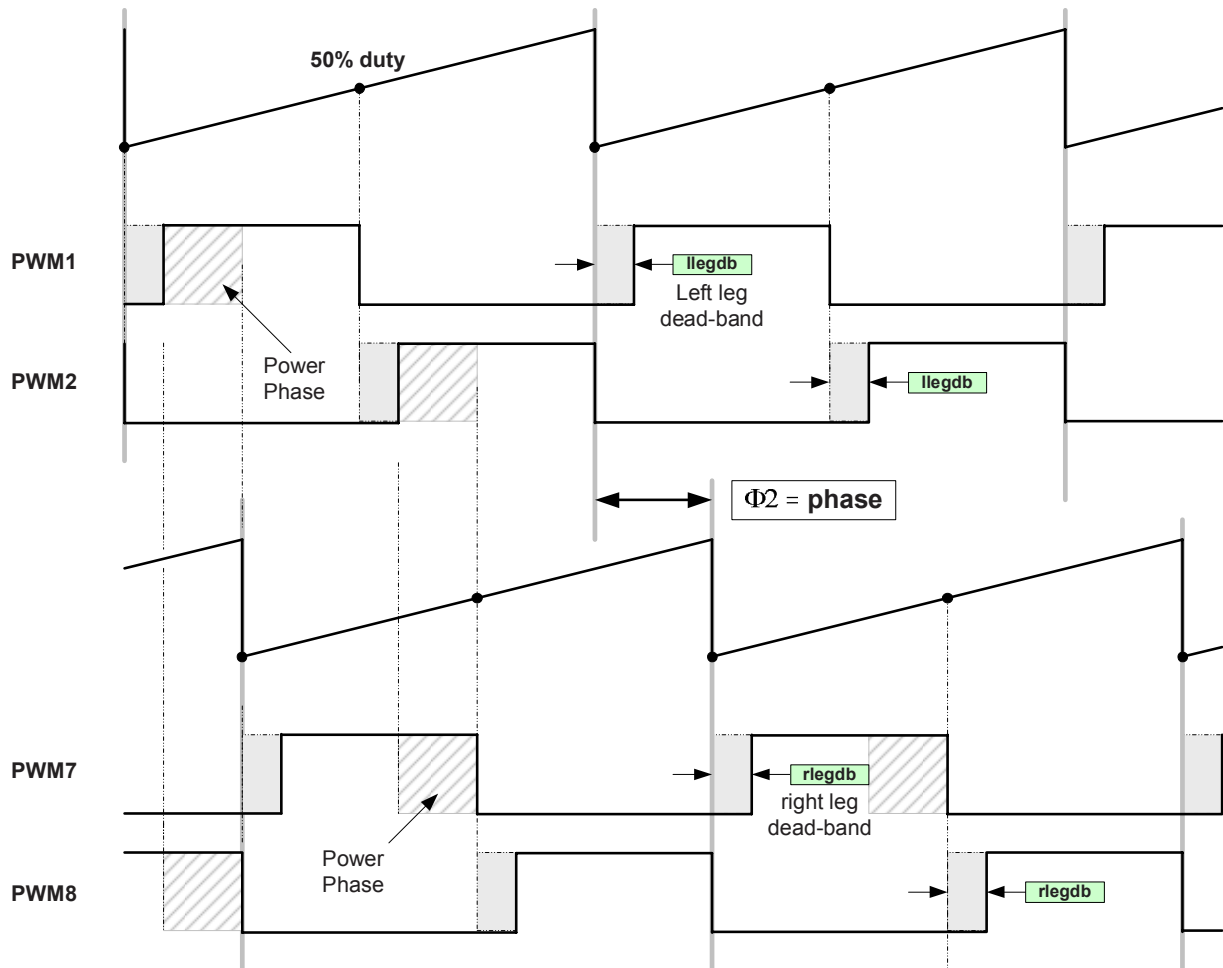 50% duty
PWM1
llegdb
Left leg
dead-band
Power
Phase
PWM2
llegdb
Φ2 = phase
PWM7
rlegdb
right leg
dead-band
Power
Phase
PWM8
rlegdb